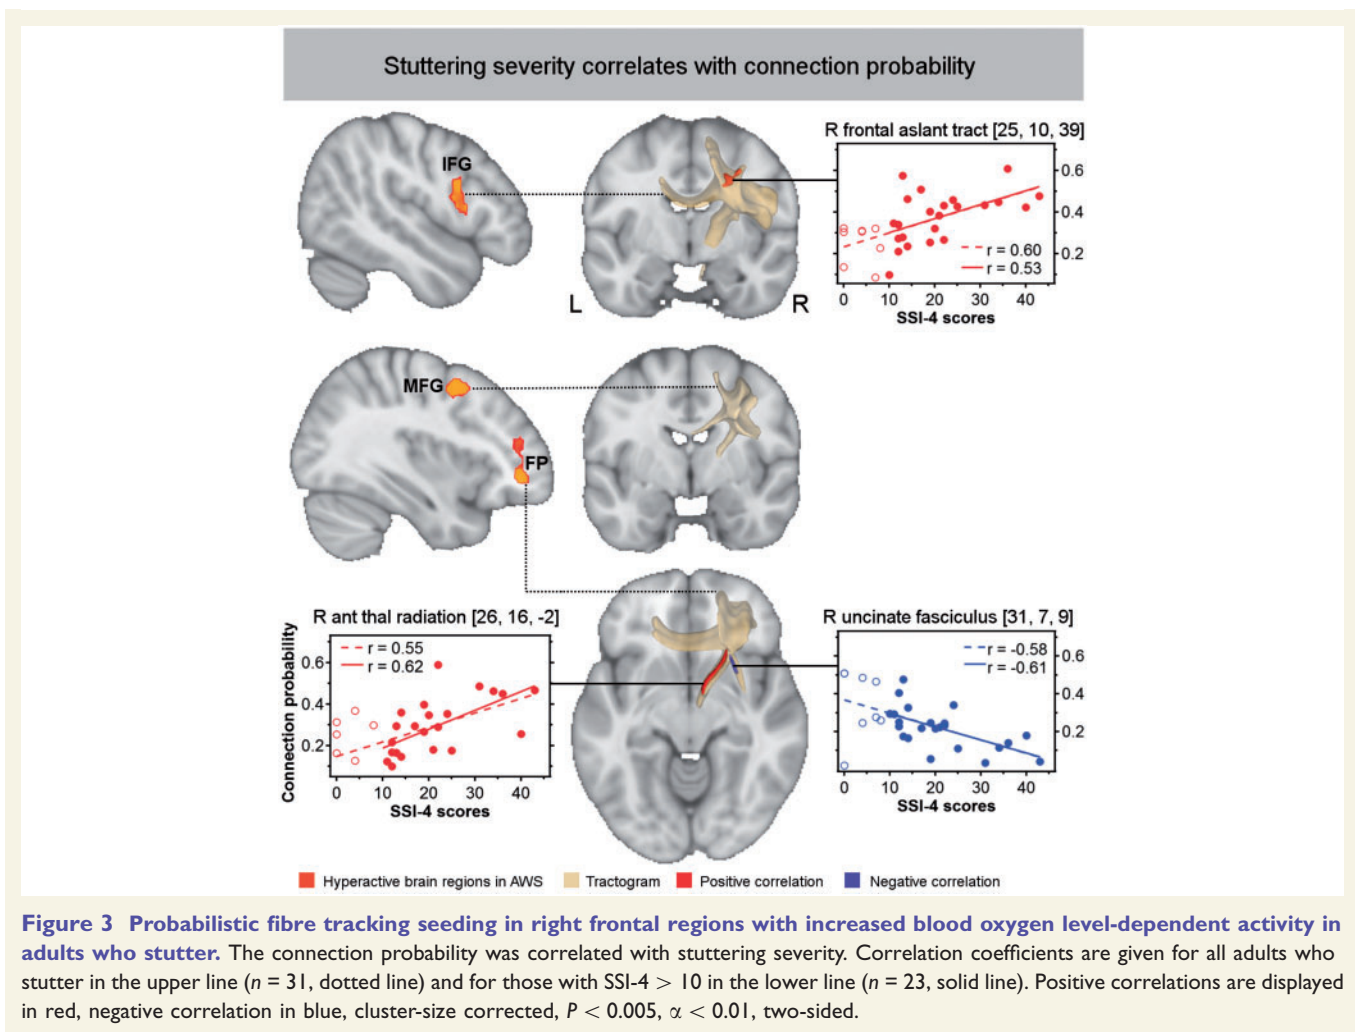 Stuttering severity correlates with connection probability
IFG
L
R
R frontal aslant tract [25, 10, 39]
0.6
0.4
0.2
r = 0.60
r = 0.53
0 10 20 30 40
SSI-4 scores
MFG
FP
R ant thal radiation [26, 16, -2]
Connection probability
r = 0.55
r = 0.62
0.6
0.4
0.2
0 10 20 30 40
SSI-4 scores
R uncinate fasciculus [31, 7, 9]
r = -0.58
r = -0.61
0.6
0.4
0.2
0 10 20 30 40
SSI-4 scores
Hyperactive brain regions in AWS Tractogram Positive correlation Negative correlation
Figure 3 Probabilistic fibre tracking seeding in right frontal regions with increased blood oxygen level-dependent activity in
adults who stutter. The connection probability was correlated with stuttering severity. Correlation coefficients are given for all adults who
stutter in the upper line (n = 31, dotted line) and for those with SSI-4 > 10 in the lower line (n = 23, solid line). Positive correlations are displayed
in red, negative correlation in blue, cluster-size corrected, P < 0.005, α < 0.01, two-sided.